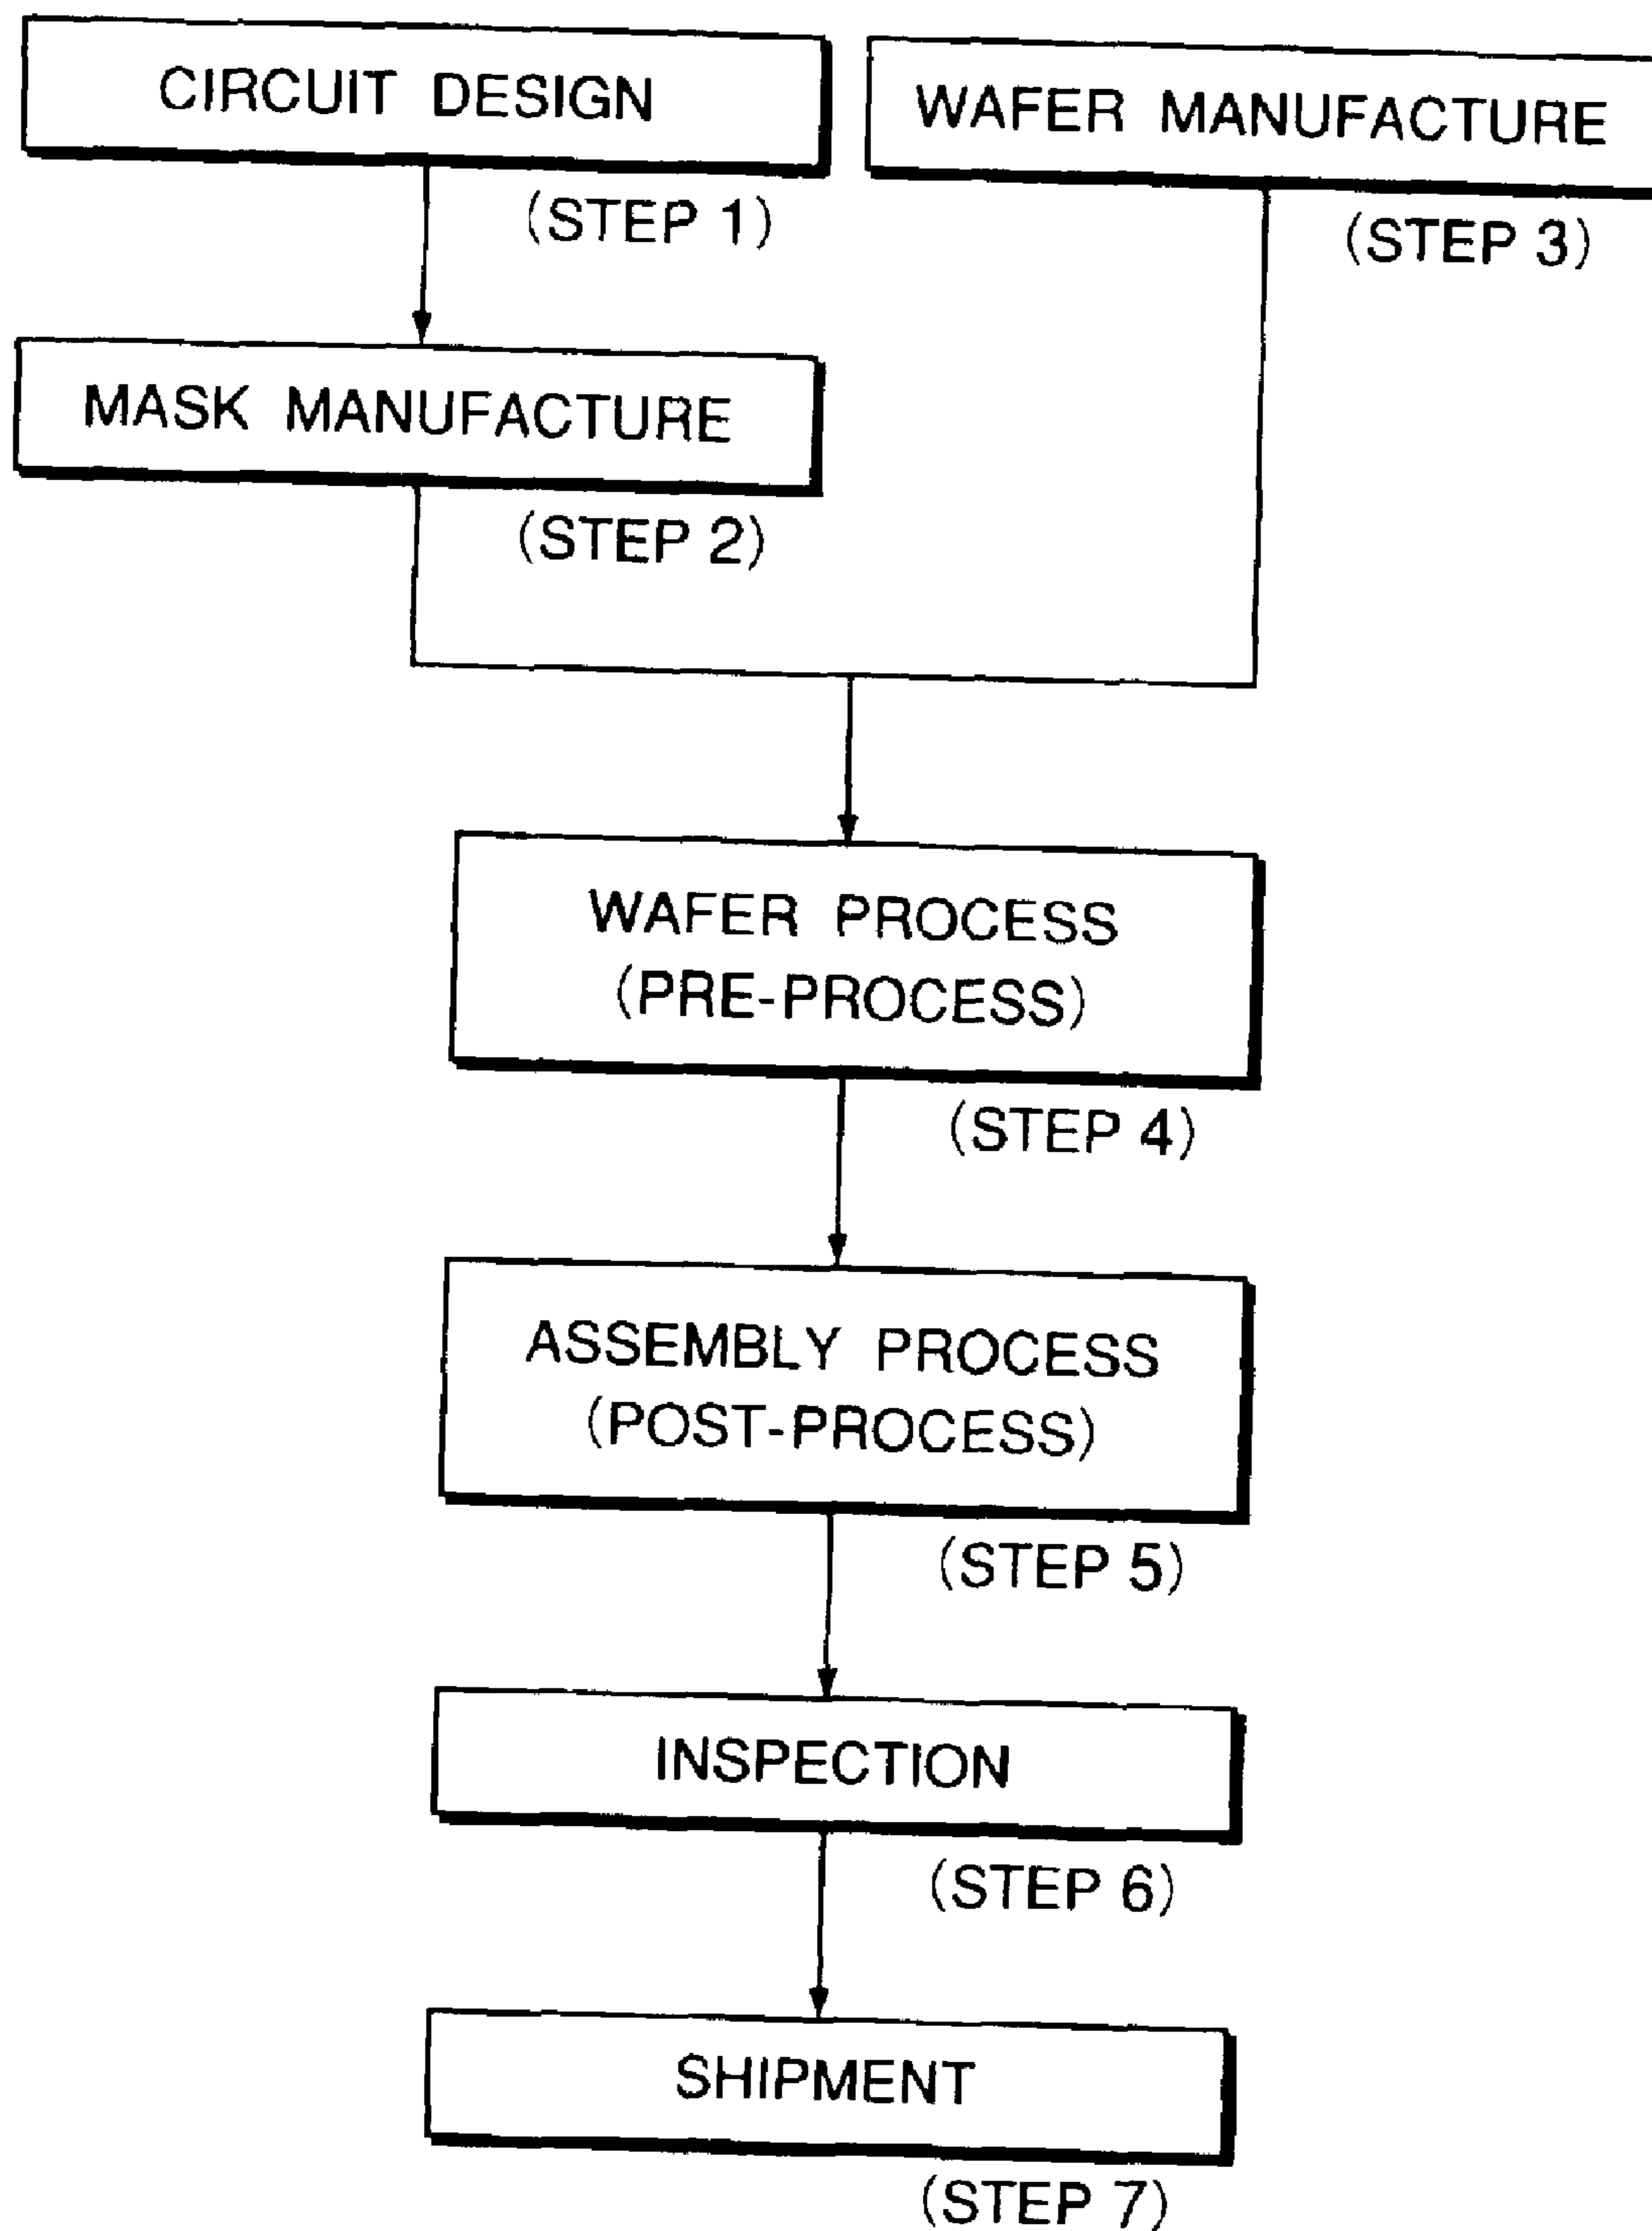 CIRCUIT DESIGN
(STEP 1)
WAFER MANUFACTURE
(STEP 3)
MASK MANUFACTURE
(STEP 2)
WAFER PROCESS
(PRE-PROCESS)
(STEP 4)
ASSEMBLY PROCESS
(POST-PROCESS)
(STEP 5)
INSPECTION
(STEP 6)
SHIPMENT
(STEP 7)